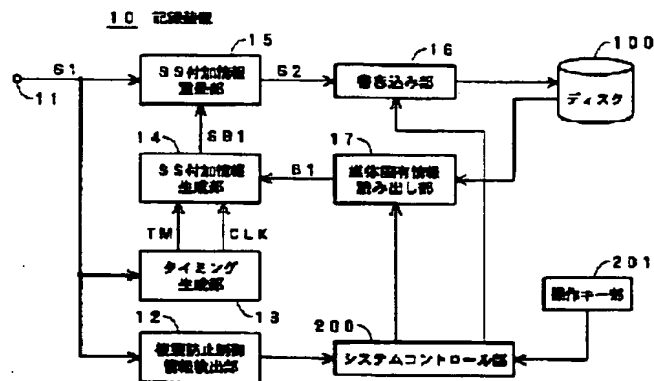 10 記録装置
15
16
100
S1
SS付加情報
重畳部
S2
書き込み部
ディスク
11
SB1
14
17
SS付加情報
生成部
B1
媒体固有情報
読み出し部
TM
CLK
201
タイミング
生成部
操作キー部
13
12
200
複製防止制御
情報検出部
システムコントロール部